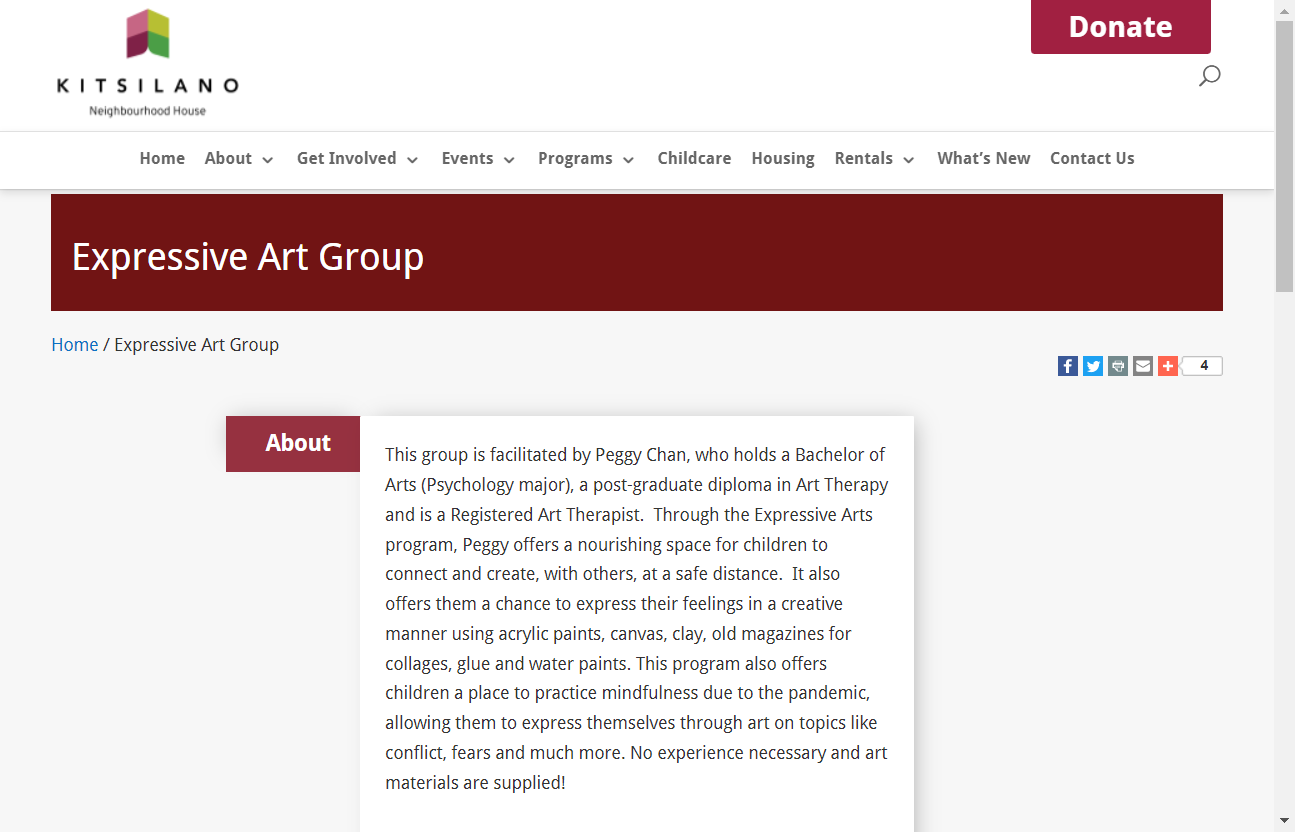 Donate
KITSILANO
Neighbourhood House
Home About Get Involved Events Programs Childcare Housing Rentals What's New Contact Us
Expressive Art Group
Home / Expressive Art Group
4
About
This group is facilitated by Peggy Chan, who holds a Bachelor of
Arts (Psychology major), a post-graduate diploma in Art Therapy
and is a Registered Art Therapist.  Through the Expressive Arts
program, Peggy offers a nourishing space for children to
connect and create, with others, at a safe distance.  It also
offers them a chance to express their feelings in a creative
manner using acrylic paints, canvas, clay, old magazines for
collages, glue and water paints. This program also offers
children a place to practice mindfulness due to the pandemic,
allowing them to express themselves through art on topics like
conflict, fears and much more. No experience necessary and art
materials are supplied!